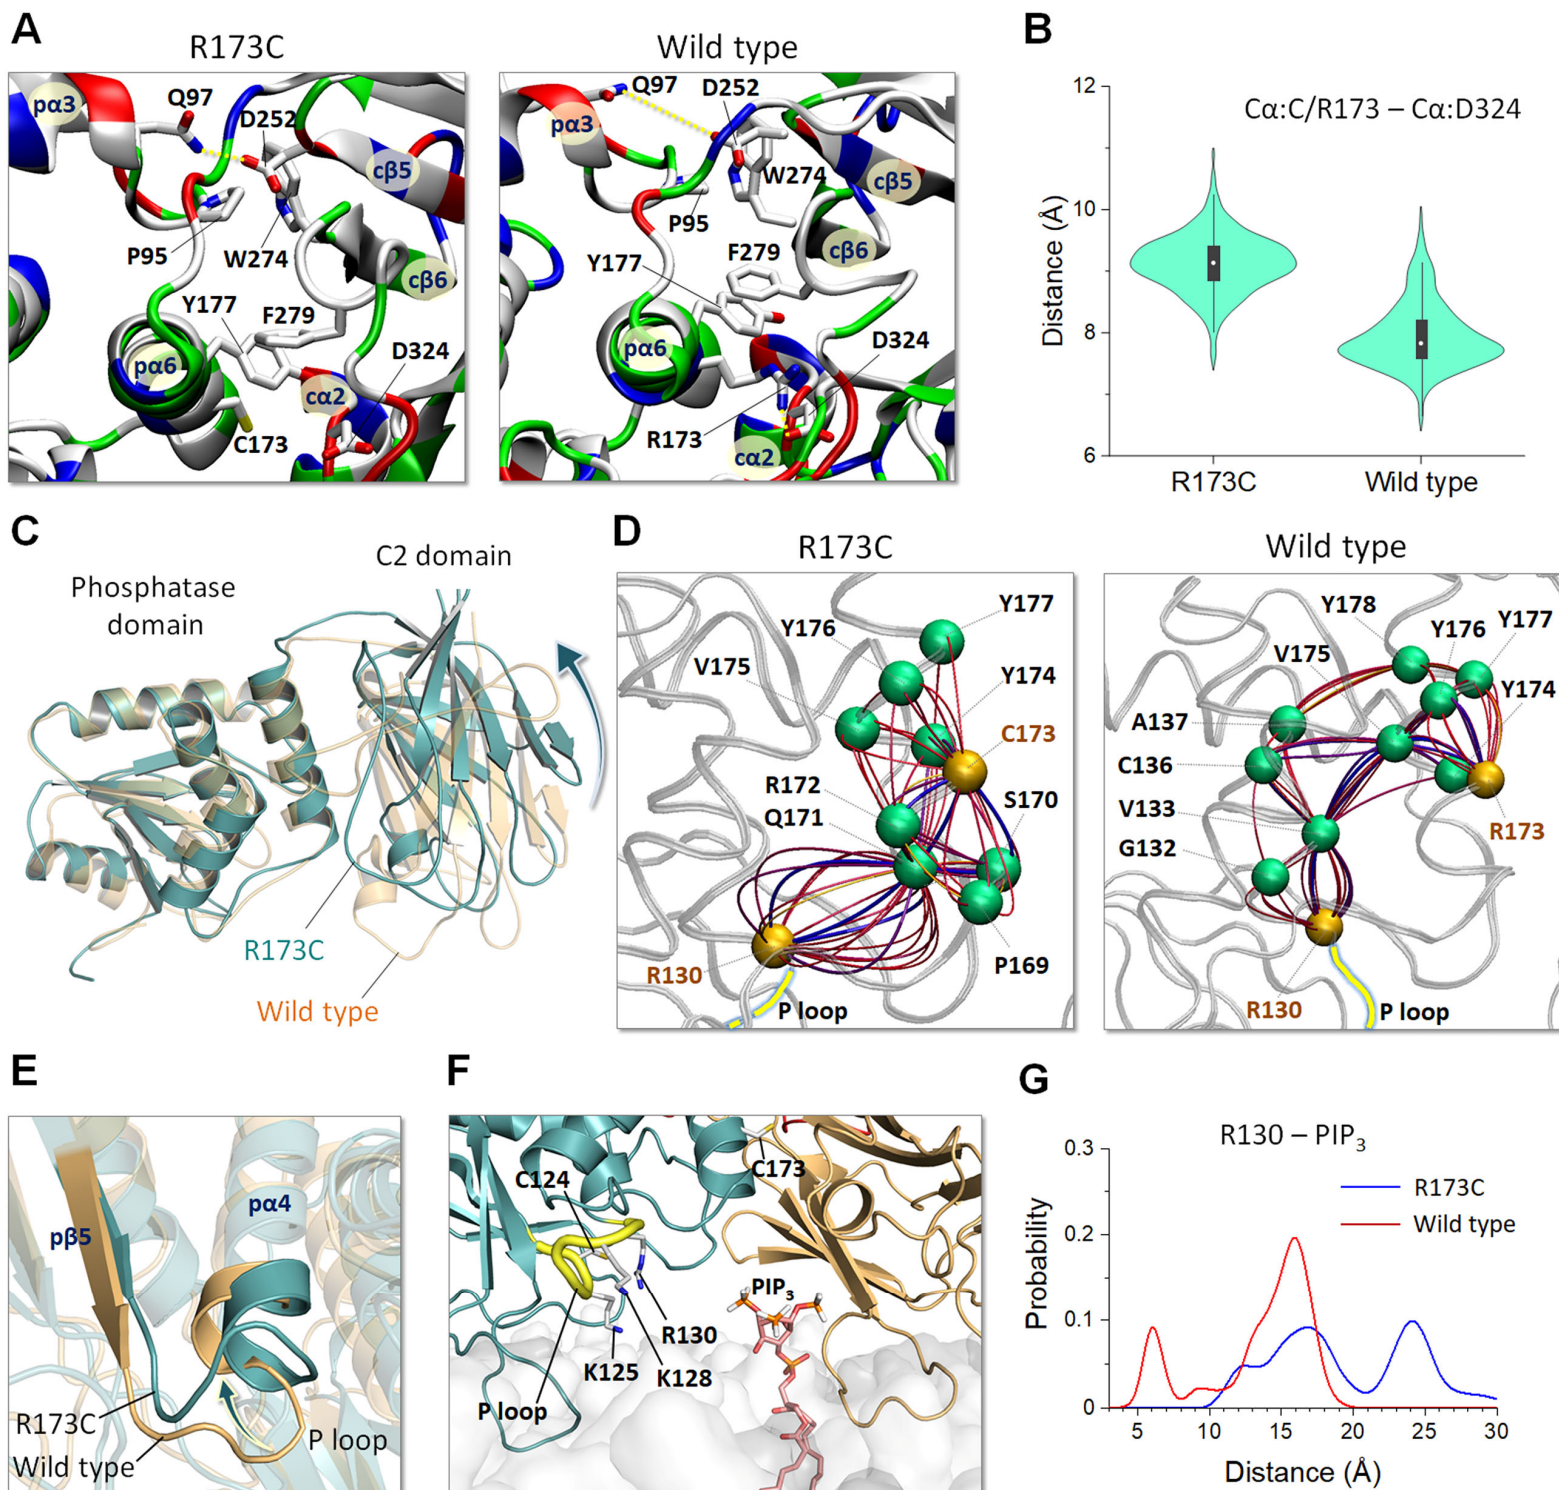 A
R173C
Wild type
pα3
Q97
D252
cβ5
P95
W274
cβ6
Y177
F279
pα6
D324
cα2
C173
Q97
D252
pα3
W274
cβ5
P95
Y177
F279
cβ6
pα6
D324
R173
cα2
B
Cα:C/R173 – Cα:D324
Distance (Å)
12
10
8
6
R173C
Wild type
C
C2 domain
Phosphatase
domain
R173C
Wild type
D
R173C
Wild type
Y177
Y176
V175
Y174
C173
R172
S170
Q171
R130
P169
P loop
Y178
Y176
Y177
V175
Y174
A137
C136
V133
R173
G132
R130
P loop
E
pβ5
pα4
R173C
Wild type
P loop
F
C124
C173
PIP3
R130
K125
K128
P loop
G
R130 – PIP3
R173C
Wild type
Probability
0.3
0.2
0.1
0
5
10
15
20
25
30
Distance (Å)